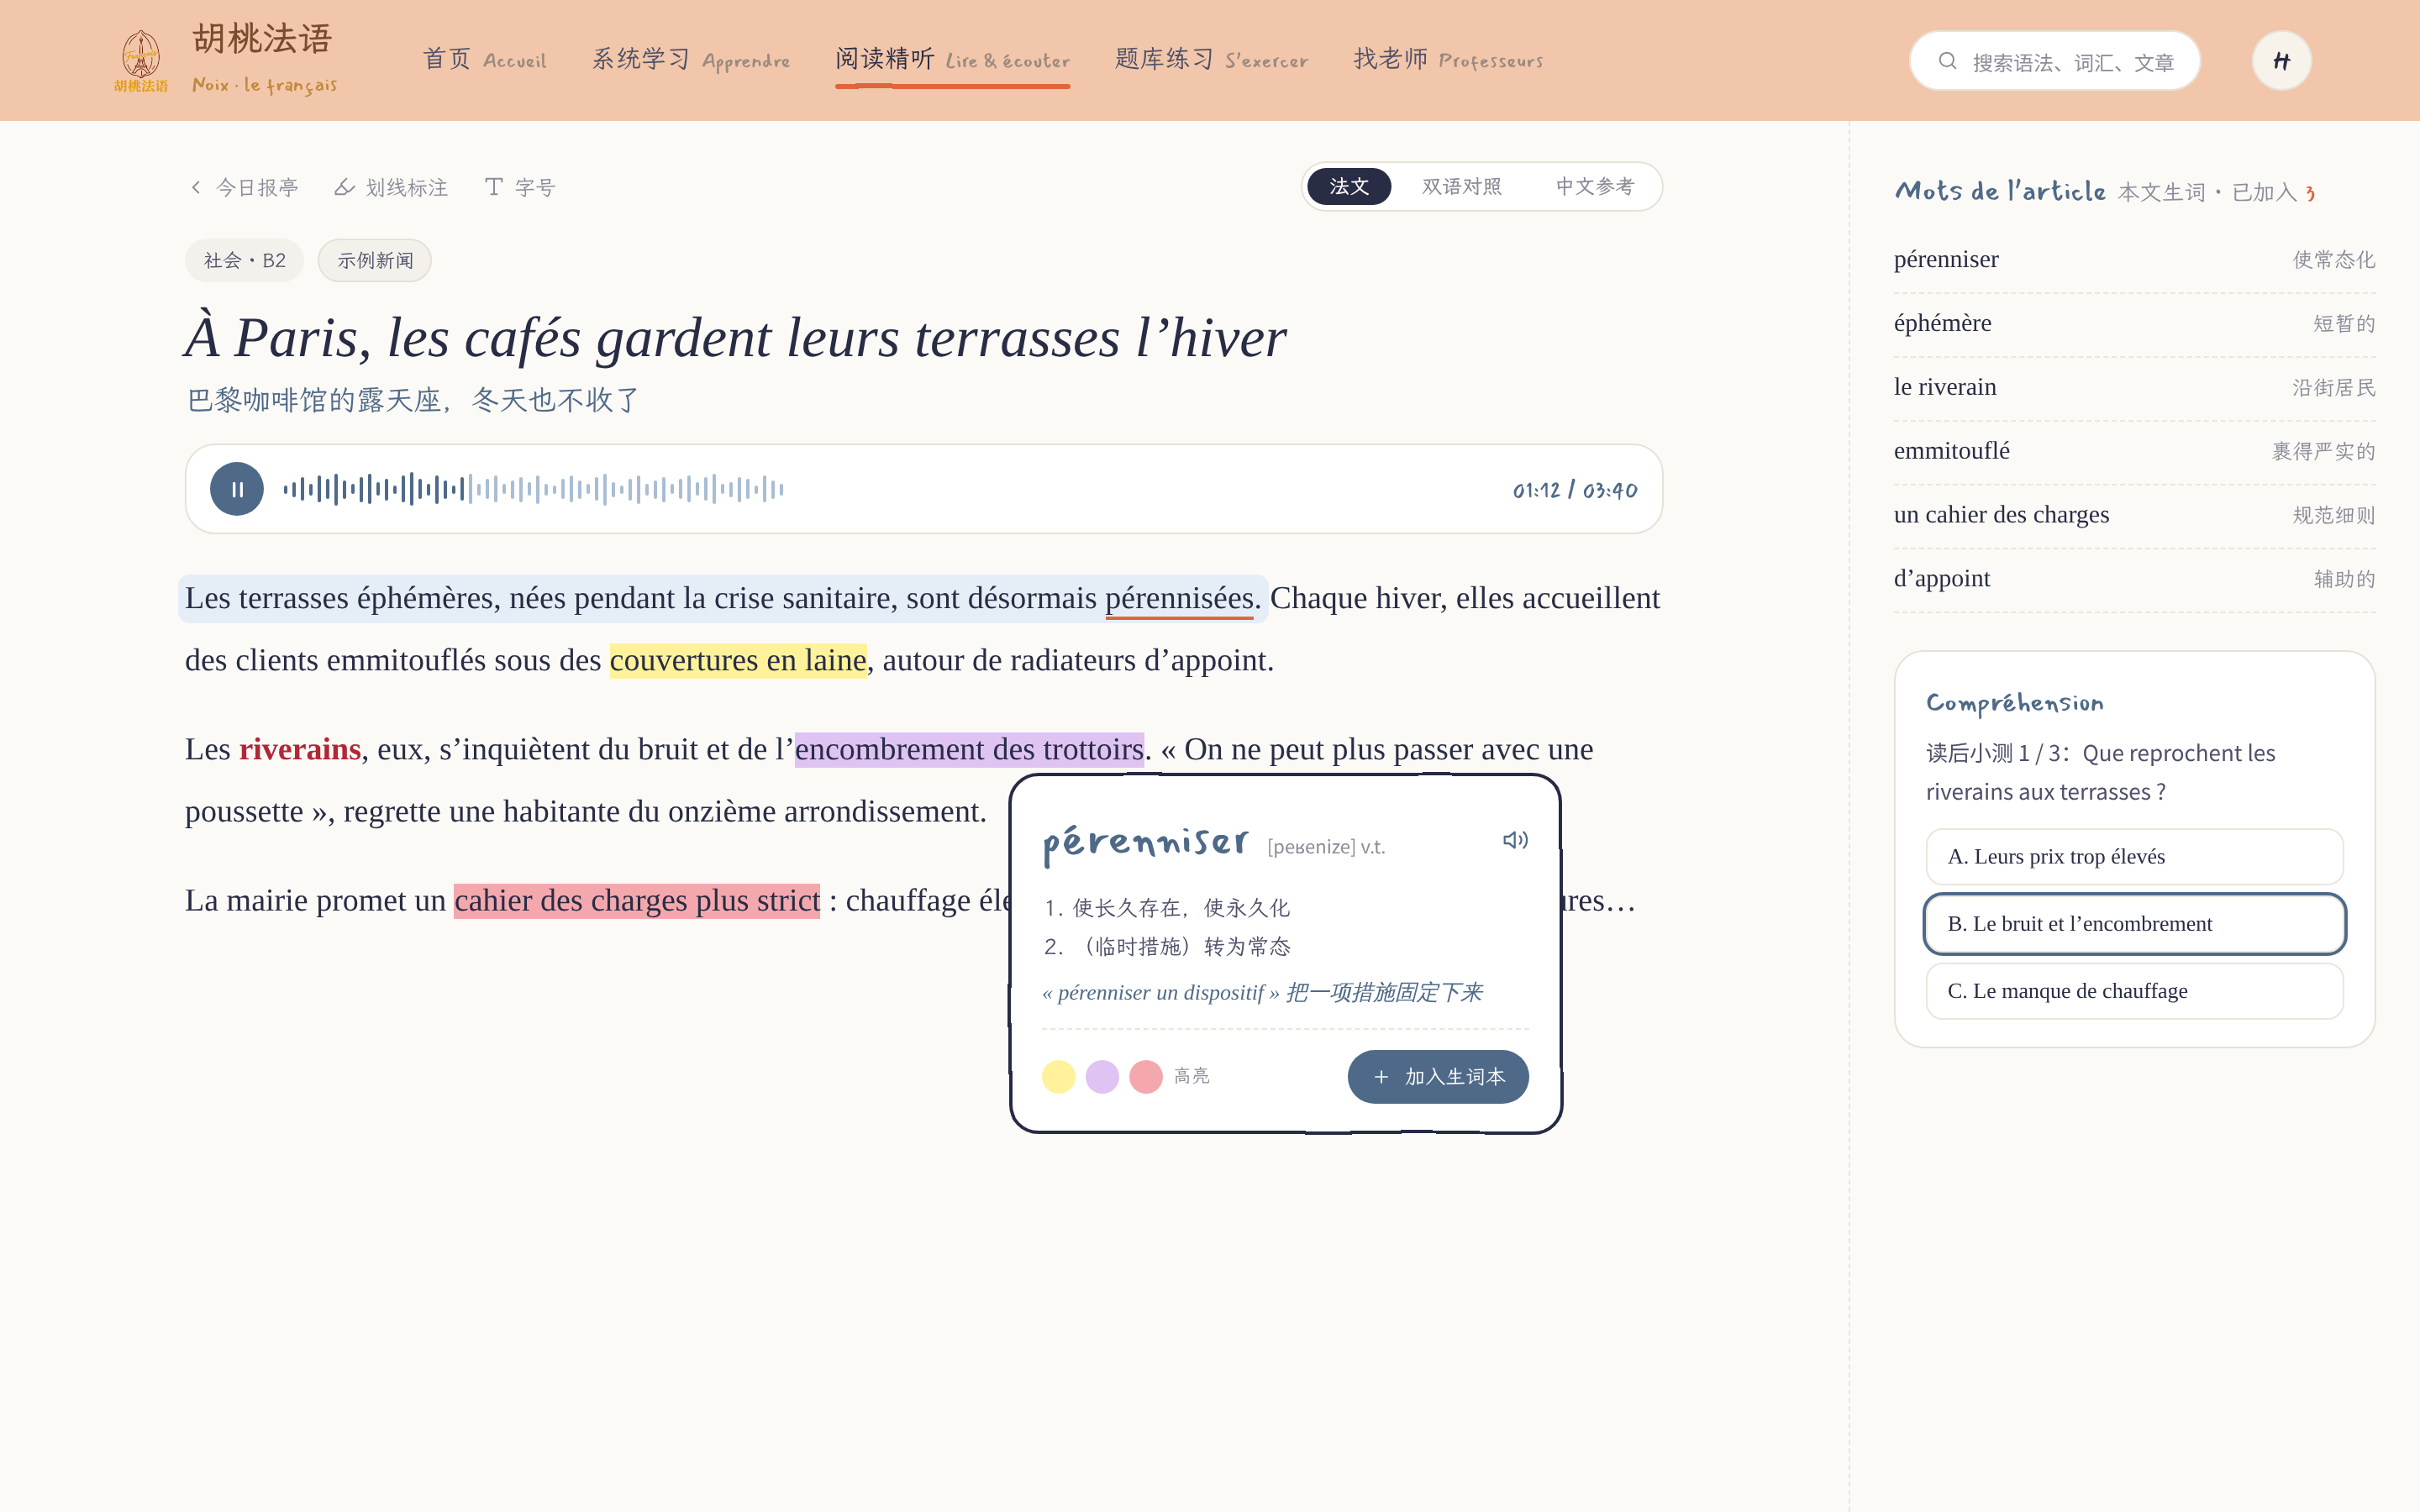 Français
胡桃法语
胡桃法语
Noix · le français
首页 Accueil
系统学习 Apprendre
阅读精听 Lire & écouter
题库练习 S'exercer
找老师 Professeurs
搜索语法、词汇、文章
H
今日报亭
划线标注
字号
法文
双语对照
中文参考
社会・B2
示例新闻
À Paris, les cafés gardent leurs terrasses l’hiver
巴黎咖啡馆的露天座，冬天也不收了
01:12 / 03:40
Les terrasses éphémères, nées pendant la crise sanitaire, sont désormais pérennisées. Chaque hiver, elles accueillent
des clients emmitouflés sous des couvertures en laine, autour de radiateurs d’appoint.
Les riverains, eux, s’inquiètent du bruit et de l’encombrement des trottoirs. « On ne peut plus passer avec une
poussette », regrette une habitante du onzième arrondissement.
La mairie promet un cahier des charges plus strict : chauffage
pérenniser [peʁenize] v.t.
1. 使长久存在，使永久化
2. （临时措施）转为常态
« pérenniser un dispositif » 把一项措施固定下来
高亮
+ 加入生词本
Mots de l'article 本文生词・已加入 3
pérenniser 使常态化
éphémère 短暂的
le riverain 沿街居民
emmitouflé 裹得严实的
un cahier des charges 规范细则
d’appoint 辅助的
Compréhension
读后小测 1 / 3：Que reprochent les
riverains aux terrasses ?
A. Leurs prix trop élevés
B. Le bruit et l’encombrement
C. Le manque de chauffage